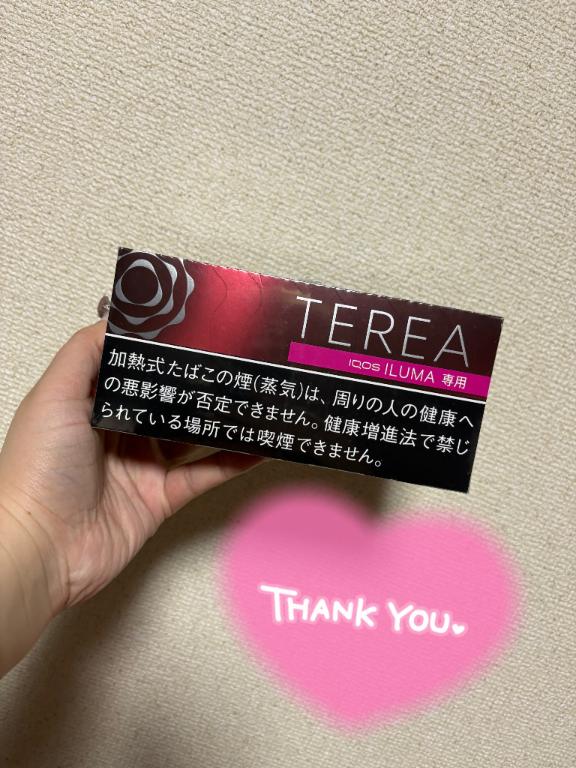 TEREA
IQOS ILUMA 専用
加熱式たばこの煙(蒸気)は、周りの人の健康へ
の悪影響が否定できません。健康増進法で禁じ
られている場所では喫煙できません。
THANK YOU